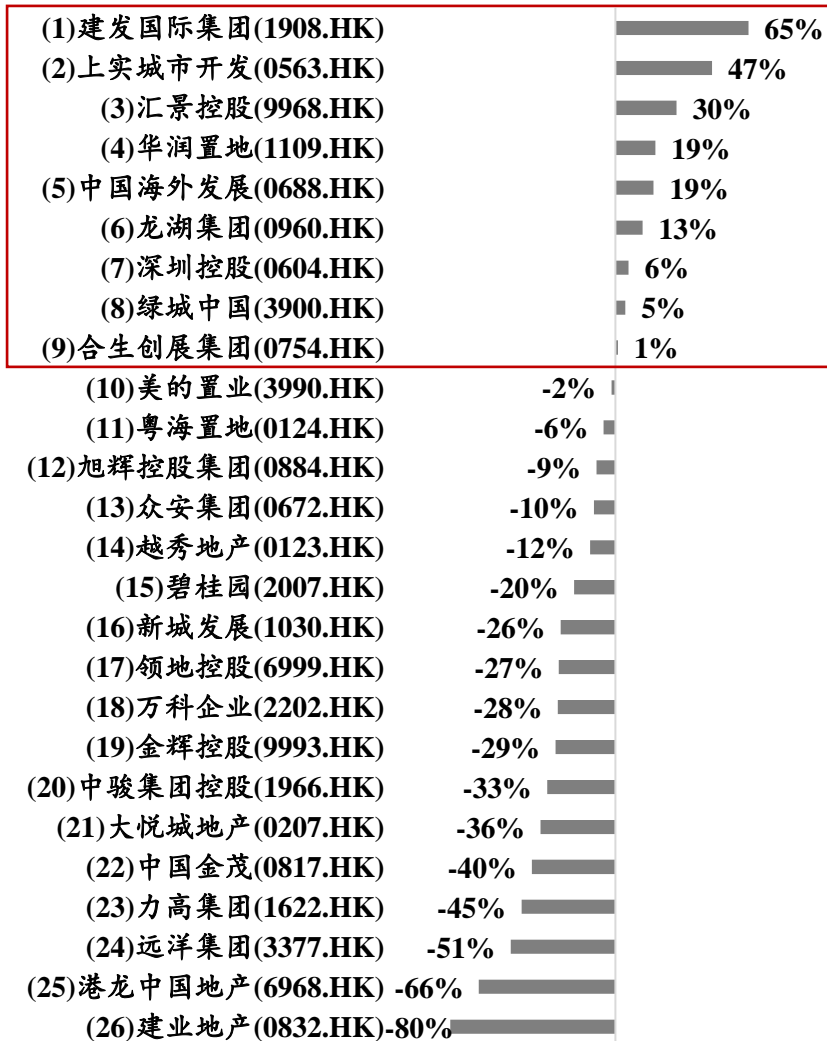 (1)建发国际集团(1908.HK) 65%
(2)上实城市开发(0563.HK) 47%
(3)汇景控股(9968.HK) 30%
(4)华润置地(1109.HK) 19%
(5)中国海外发展(0688.HK) 19%
(6)龙湖集团(0960.HK) 13%
(7)深圳控股(0604.HK) 6%
(8)绿城中国(3900.HK) 5%
(9)合生创展集团(0754.HK) 1%
(10)美的置业(3990.HK) -2%
(11)粤海置地(0124.HK) -6%
(12)旭辉控股集团(0884.HK) -9%
(13)众安集团(0672.HK) -10%
(14)越秀地产(0123.HK) -12%
(15)碧桂园(2007.HK) -20%
(16)新城发展(1030.HK) -26%
(17)领地控股(6999.HK) -27%
(18)万科企业(2202.HK) -28%
(19)金辉控股(9993.HK) -29%
(20)中骏集团控股(1966.HK) -33%
(21)大悦城地产(0207.HK) -36%
(22)中国金茂(0817.HK) -40%
(23)力高集团(1622.HK) -45%
(24)远洋集团(3377.HK) -51%
(25)港龙中国地产(6968.HK) -66%
(26)建业地产(0832.HK) -80%